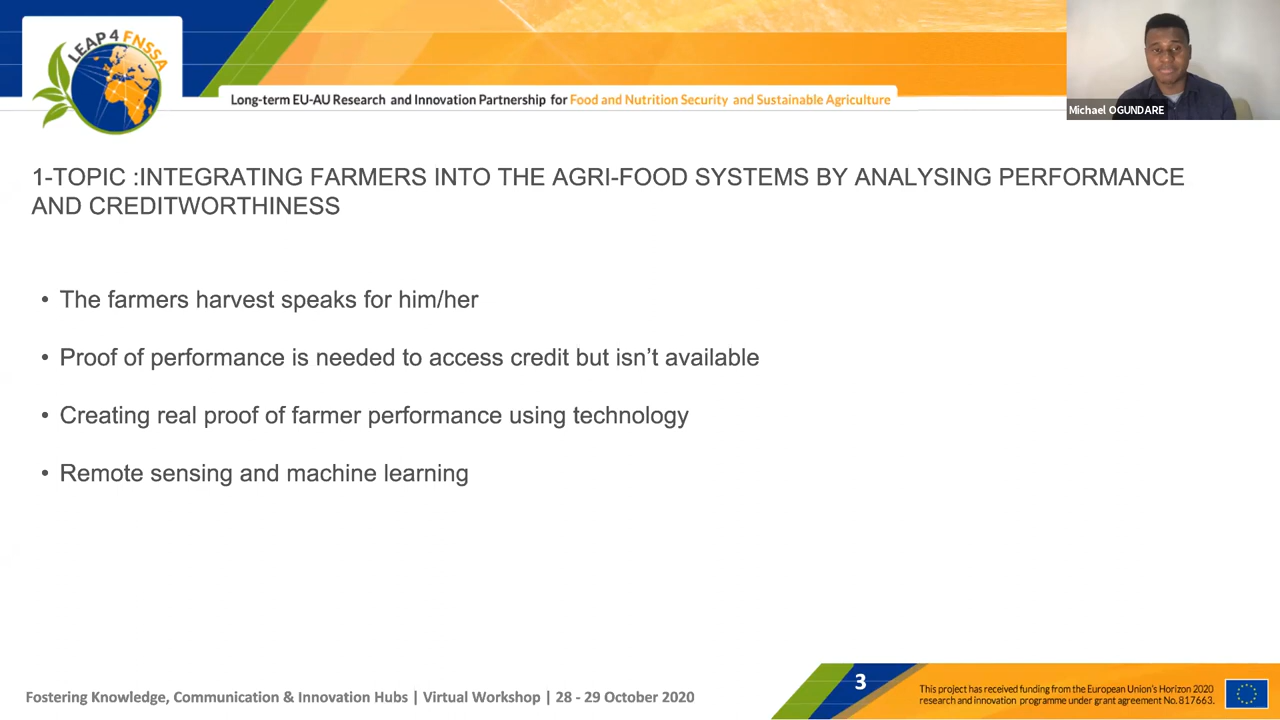 LEAP 4 FNSSA
Long-term EU-AU Research and Innovation Partnership for Food and Nutrition Security and Sustainable Agriculture
Michael OGUNDARE
1-TOPIC :INTEGRATING FARMERS INTO THE AGRI-FOOD SYSTEMS BY ANALYSING PERFORMANCE
AND CREDITWORTHINESS
• The farmers harvest speaks for him/her
• Proof of performance is needed to access credit but isn’t available
• Creating real proof of farmer performance using technology
• Remote sensing and machine learning
Fostering Knowledge, Communication & Innovation Hubs | Virtual Workshop | 28 - 29 October 2020
3
This project has received funding from the European Union's Horizon 2020
research and innovation programme under grant agreement No. 817663.